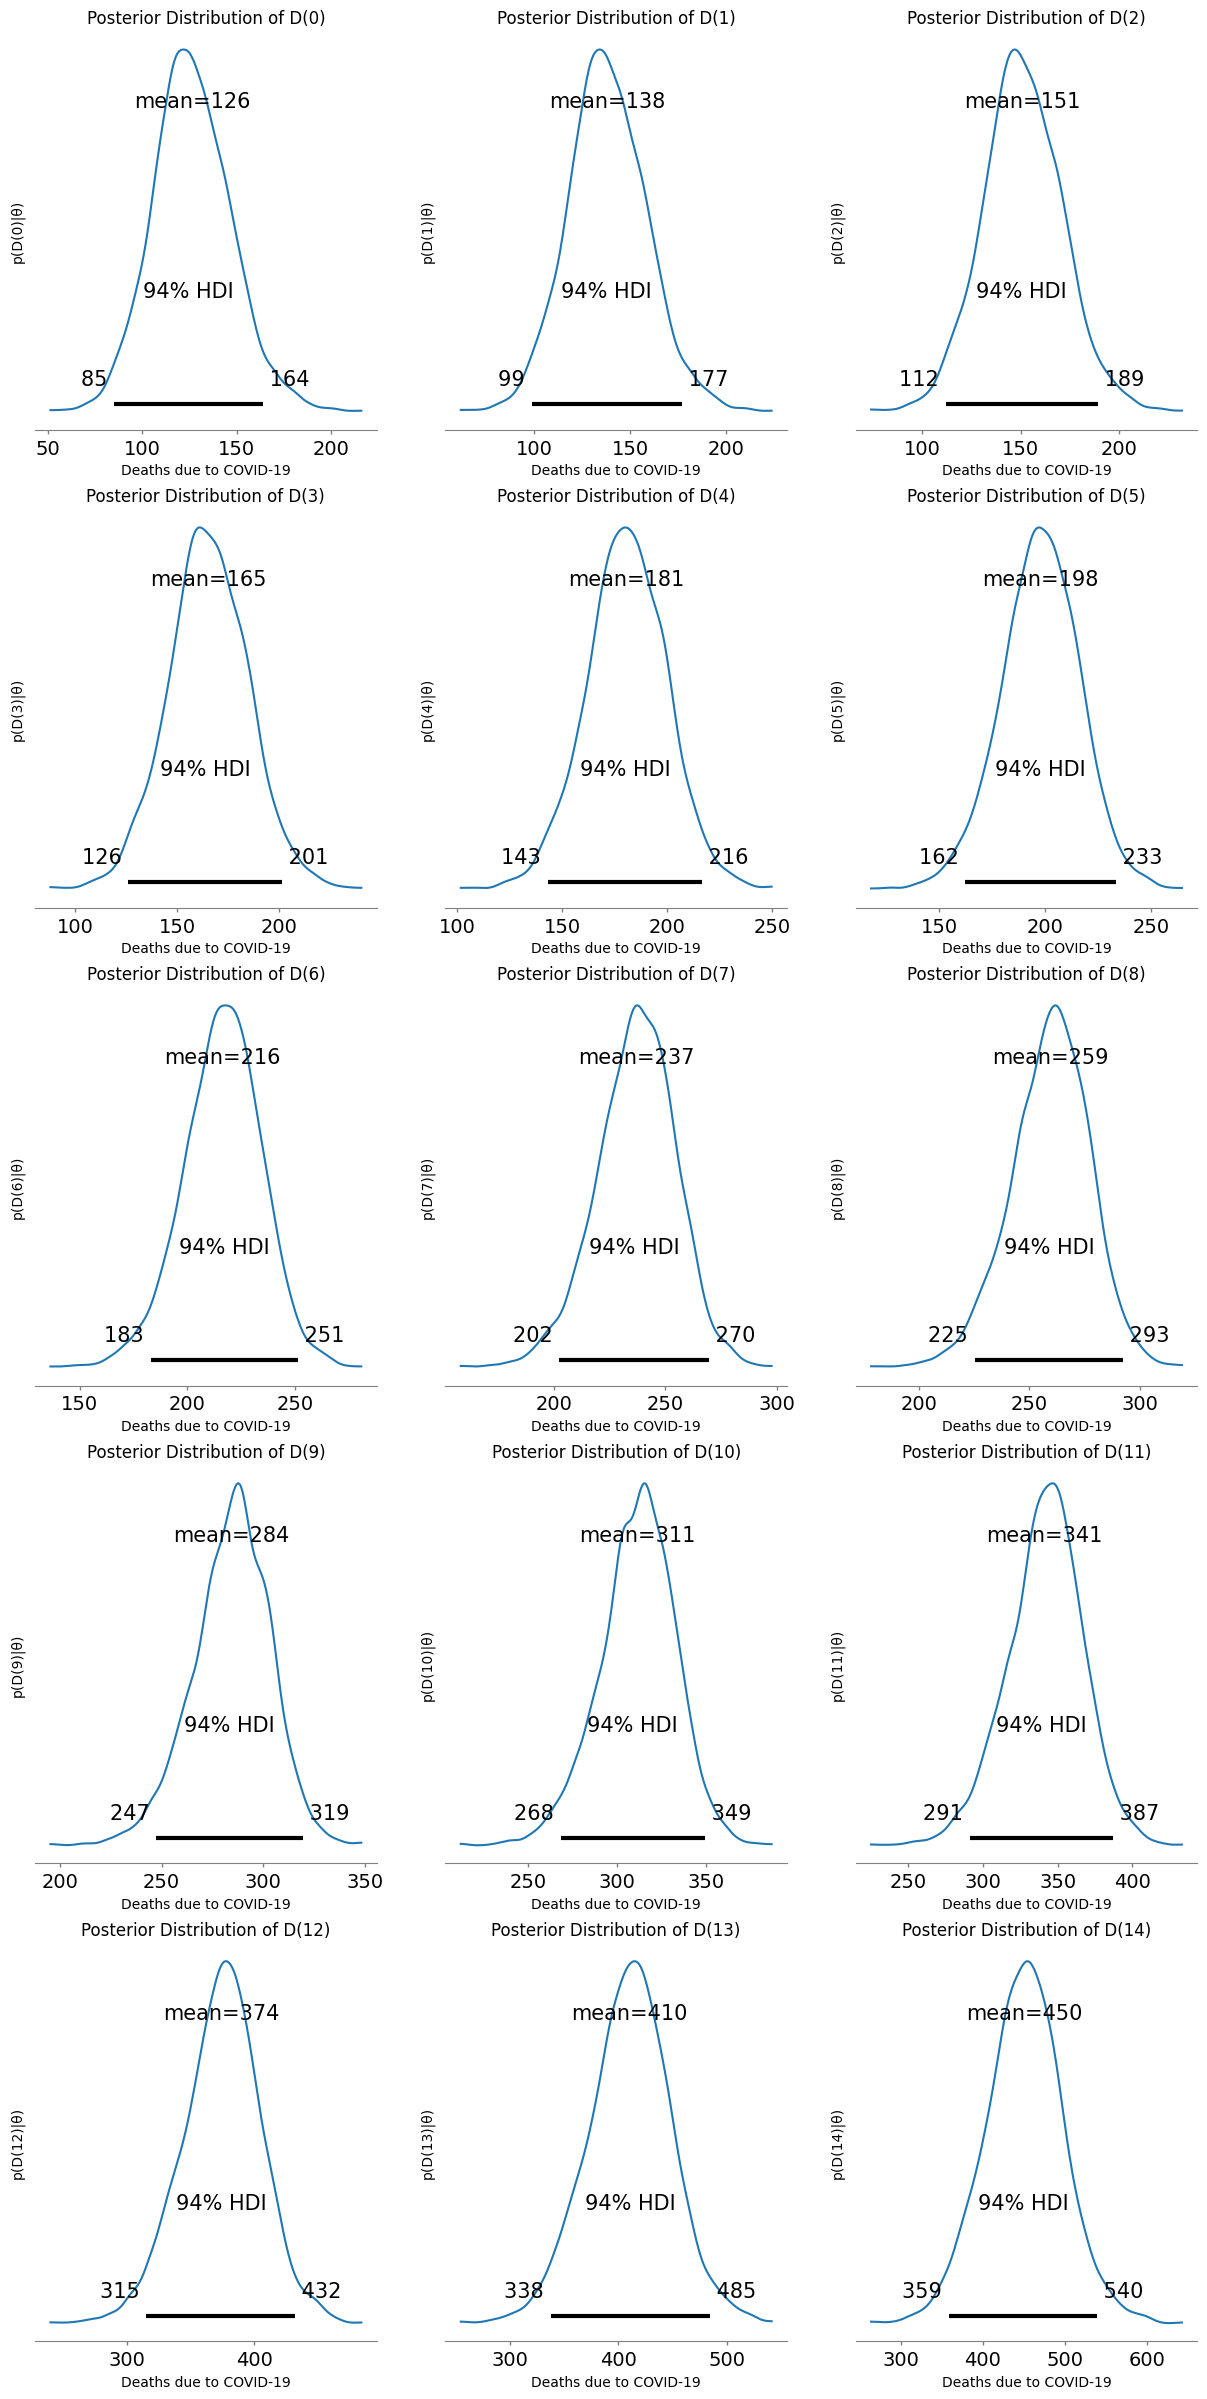 Posterior Distribution of D(0)
mean=126
94% HDI
85
164
p(D(0)|θ)
50 100 150 200
Deaths due to COVID-19
Posterior Distribution of D(1)
mean=138
94% HDI
99
177
p(D(1)|θ)
100 150 200
Deaths due to COVID-19
Posterior Distribution of D(2)
mean=151
94% HDI
112
189
p(D(2)|θ)
100 150 200
Deaths due to COVID-19
Posterior Distribution of D(3)
mean=165
94% HDI
126
201
p(D(3)|θ)
100 150 200
Deaths due to COVID-19
Posterior Distribution of D(4)
mean=181
94% HDI
143
216
p(D(4)|θ)
100 150 200 250
Deaths due to COVID-19
Posterior Distribution of D(5)
mean=198
94% HDI
162
233
p(D(5)|θ)
150 200 250
Deaths due to COVID-19
Posterior Distribution of D(6)
mean=216
94% HDI
183
251
p(D(6)|θ)
150 200 250
Deaths due to COVID-19
Posterior Distribution of D(7)
mean=237
94% HDI
202
270
p(D(7)|θ)
200 250 300
Deaths due to COVID-19
Posterior Distribution of D(8)
mean=259
94% HDI
225
293
p(D(8)|θ)
200 250 300
Deaths due to COVID-19
Posterior Distribution of D(9)
mean=284
94% HDI
247
319
p(D(9)|θ)
200 250 300 350
Deaths due to COVID-19
Posterior Distribution of D(10)
mean=311
94% HDI
268
349
p(D(10)|θ)
250 300 350
Deaths due to COVID-19
Posterior Distribution of D(11)
mean=341
94% HDI
291
387
p(D(11)|θ)
250 300 350 400
Deaths due to COVID-19
Posterior Distribution of D(12)
mean=374
94% HDI
315
432
p(D(12)|θ)
300 400
Deaths due to COVID-19
Posterior Distribution of D(13)
mean=410
94% HDI
338
485
p(D(13)|θ)
300 400 500
Deaths due to COVID-19
Posterior Distribution of D(14)
mean=450
94% HDI
359
540
p(D(14)|θ)
300 400 500 600
Deaths due to COVID-19